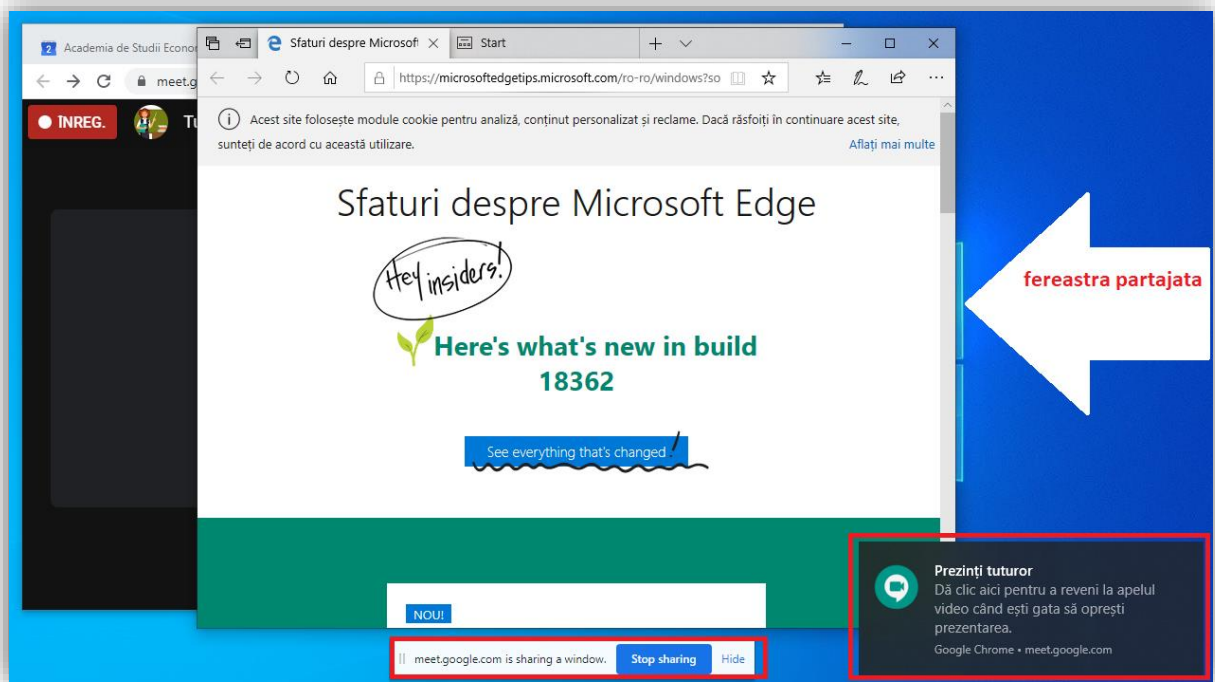 Academia de Studii Econor
meet.g
INREG.
Tu
Sfaturi despre Microsoft
Start
https://microsoftedgetips.microsoft.com/ro-ro/windows?so
Acest site folosește module cookie pentru analiză, conținut personalizat și reclame. Dacă răsfoiți în continuare acest site,
sunteți de acord cu această utilizare.
Aflați mai multe
Sfaturi despre Microsoft Edge
Hey insiders!
Here's what's new in build
18362
See everything that's changed!
NOU!
fereastra partajata
meet.google.com is sharing a window.
Stop sharing
Hide
Prezinți tuturor
Dă clic aici pentru a reveni la apelul
video când ești gata să oprești
prezentarea.
Google Chrome • meet.google.com